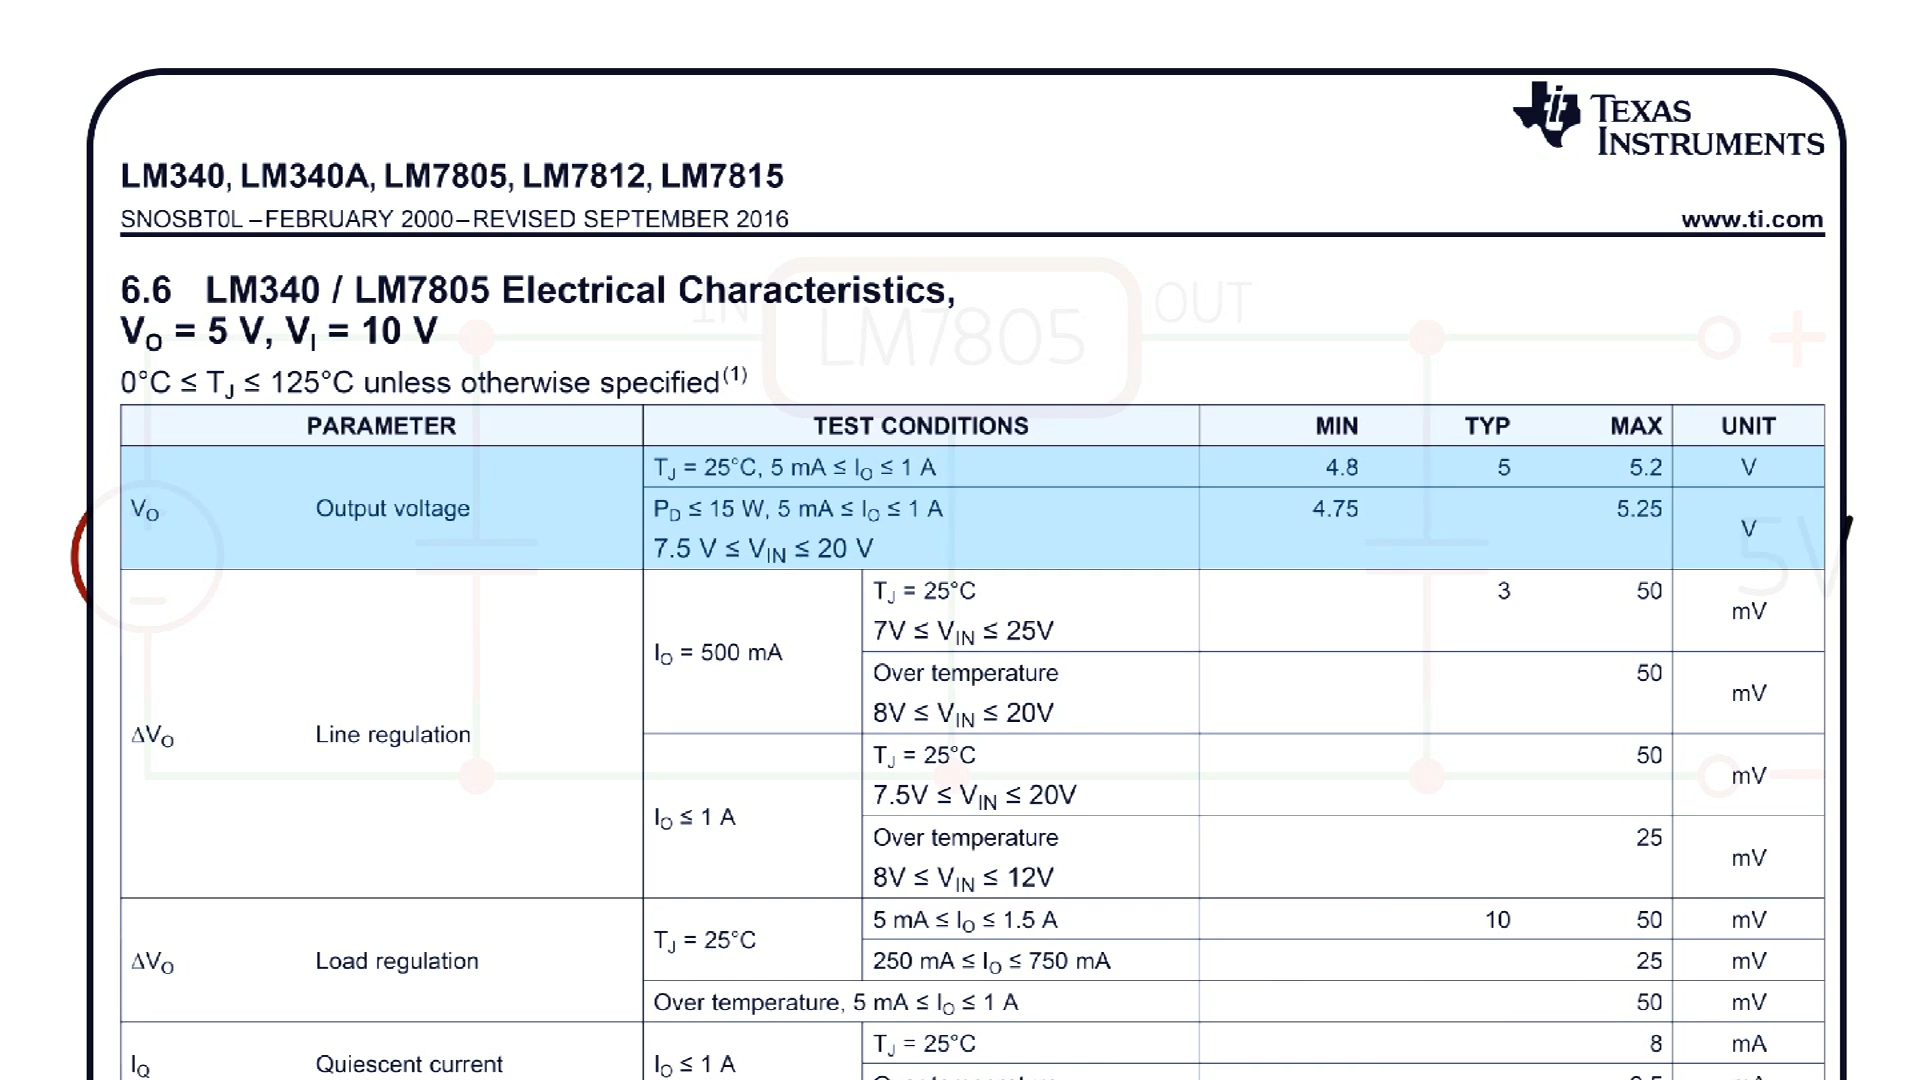 TEXAS
INSTRUMENTS
LM340, LM340A, LM7805, LM7812, LM7815
SNOSBT0L –FEBRUARY 2000–REVISED SEPTEMBER 2016
www.ti.com
6.6 LM340 / LM7805 Electrical Characteristics,
VO = 5 V, VI = 10 V
0°C ≤ TJ ≤ 125°C unless otherwise specified(1)
IN
LM7805
OUT
PARAMETER TEST CONDITIONS MIN TYP MAX UNIT
TJ = 25°C, 5 mA ≤ IO ≤ 1 A 4.8 5 5.2 V
VO Output voltage PD ≤ 15 W, 5 mA ≤ IO ≤ 1 A 4.75 5.25 V
7.5 V ≤ VIN ≤ 20 V
5V
TJ = 25°C 3 50 mV
7V ≤ VIN ≤ 25V
IO = 500 mA
Over temperature 50 mV
8V ≤ VIN ≤ 20V
ΔVO Line regulation
TJ = 25°C 50 mV
7.5V ≤ VIN ≤ 20V
IO ≤ 1 A
Over temperature 25 mV
8V ≤ VIN ≤ 12V
5 mA ≤ IO ≤ 1.5 A 10 50 mV
TJ = 25°C
250 mA ≤ IO ≤ 750 mA 25 mV
ΔVO Load regulation
Over temperature, 5 mA ≤ IO ≤ 1 A 50 mV
TJ = 25°C 8 mA
IQ Quiescent current IO ≤ 1 A